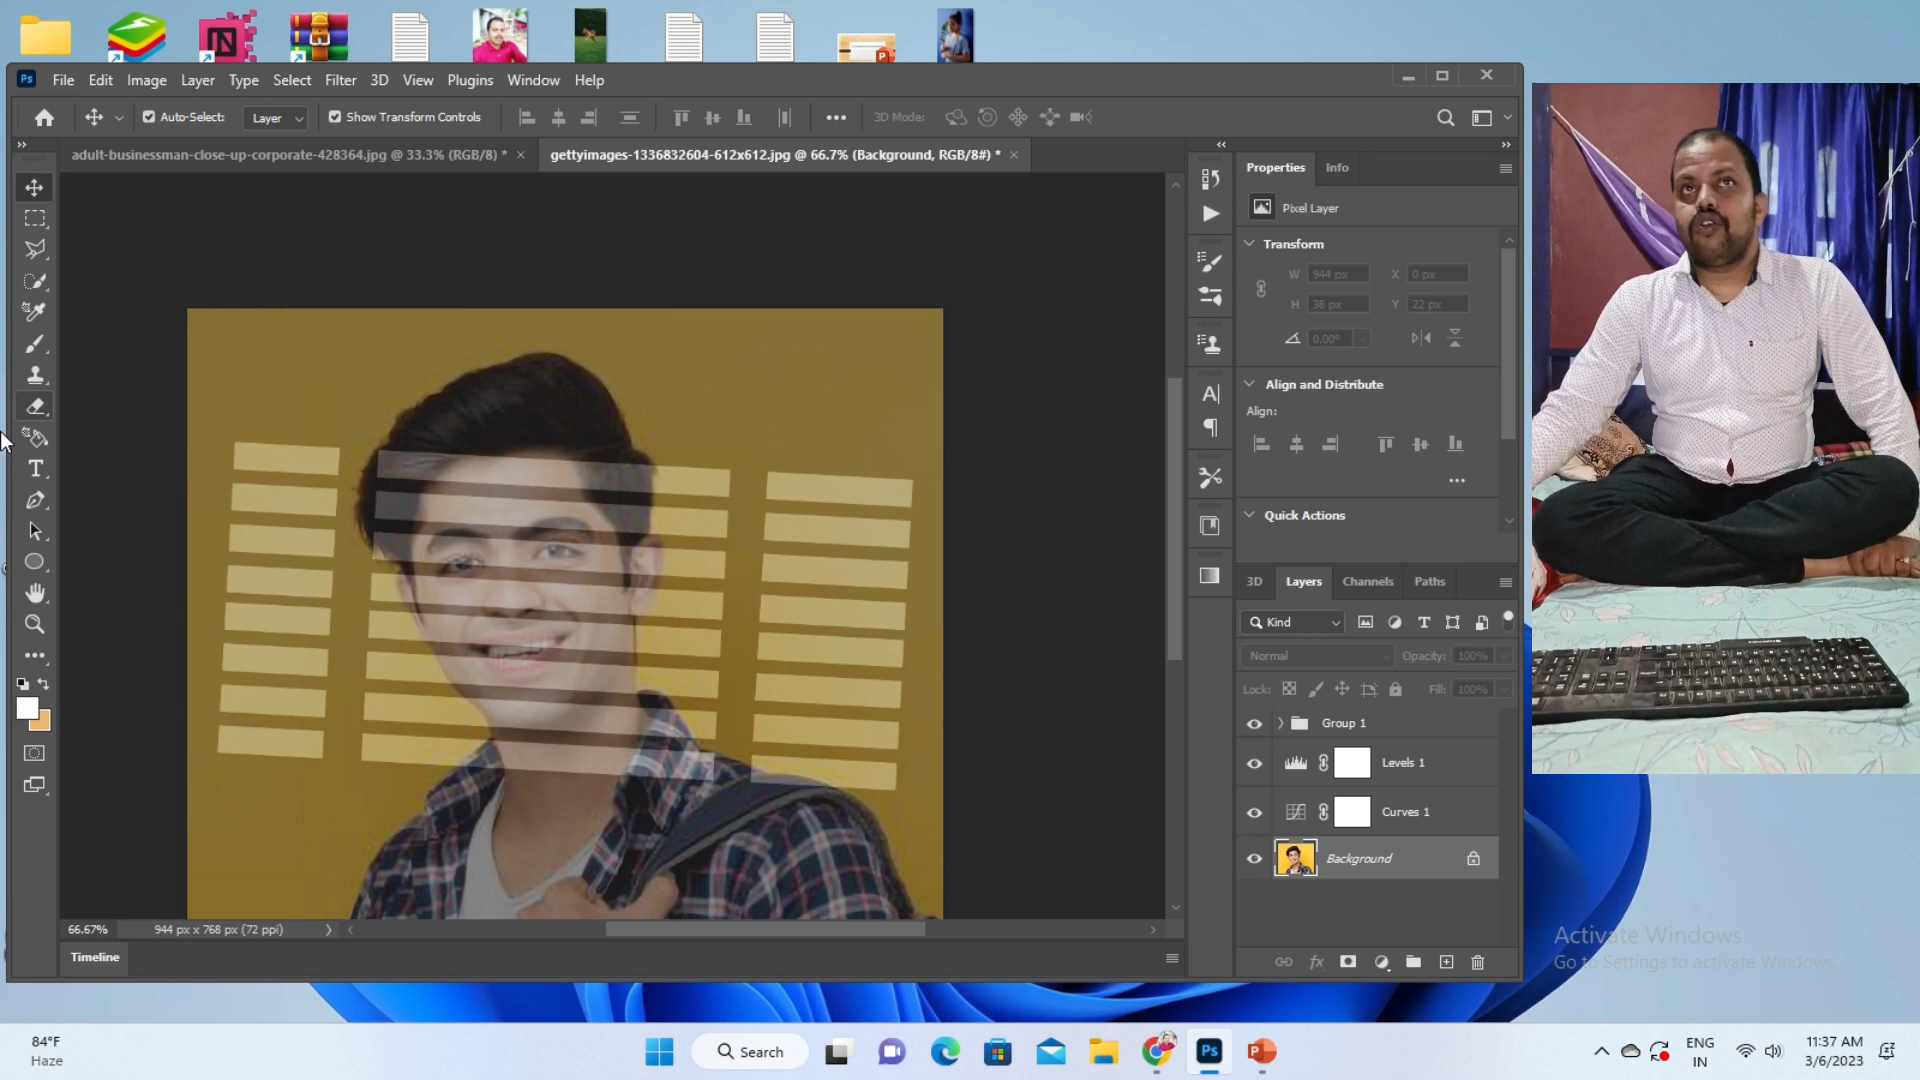 Ps File Edit Image Layer Type Select Filter 3D View Plugins Window Help
Auto-Select: Layer Show Transform Controls 3D Mode:
adult-businessman-close-up-corporate-428364.jpg @ 33.3% (RGB/8) * gettyimages-1336832604-612x612.jpg @ 66.7% (Background, RGB/8#) *
Properties Info
Pixel Layer
Transform
W 944 px X 0 px
H 38 px Y 22 px
0.00°
Align and Distribute
Align:
Quick Actions
3D Layers Channels Paths
Kind
Normal Opacity: 100%
Lock: Fill: 100%
Group 1
Levels 1
Curves 1
Background
66.67% 944 px x 768 px (72 ppi)
Timeline
Activate Windows
Go to Settings to activate Windows.
84°F
Haze
Search
Ps
ENG
IN
11:37 AM
3/6/2023